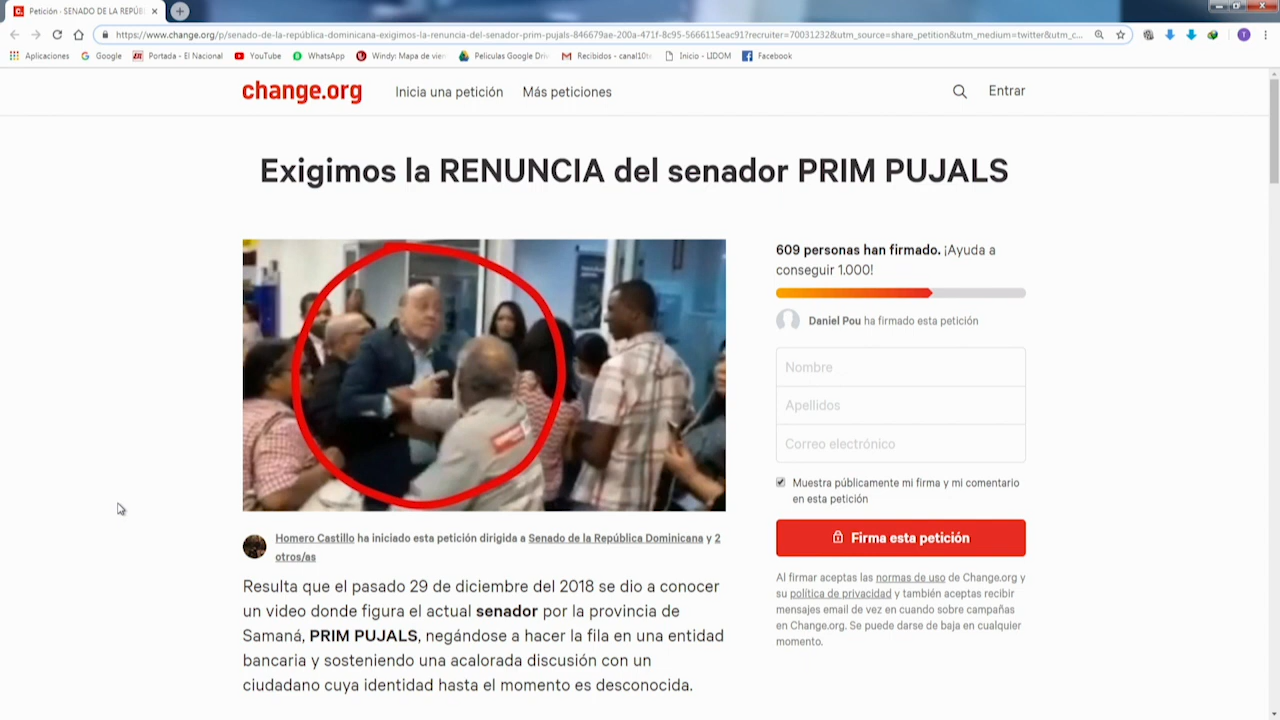 Petición · SENADO DE LA REPÚB
https://www.change.org/p/senado-de-la-república-dominicana-exigimos-la-renuncia-del-senador-prim-pujals-846679ae-200a-471f-8c95-5666115eac91?recruiter=70031232&utm_source=share_petition&utm_medium=twitter&utm_c...
Aplicaciones Google Portada - El Nacional YouTube WhatsApp Windy: Mapa de vien Peliculas Google Driv Recibidos - canal10te Inicio - LIDOM Facebook
change.org Inicia una petición Más peticiones Entrar
Exigimos la RENUNCIA del senador PRIM PUJALS
609 personas han firmado. ¡Ayuda a
conseguir 1.000!
Daniel Pou ha firmado esta petición
Nombre
Apellidos
Correo electrónico
Muestra públicamente mi firma y mi comentario
en esta petición
Firma esta petición
Al firmar aceptas las normas de uso de Change.org y
su política de privacidad y también aceptas recibir
mensajes email de vez en cuando sobre campañas
en Change.org. Se puede darse de baja en cualquier
momento.
Homero Castillo ha iniciado esta petición dirigida a Senado de la República Dominicana y 2
otros/as
Resulta que el pasado 29 de diciembre del 2018 se dio a conocer
un video donde figura el actual senador por la provincia de
Samaná, PRIM PUJALS, negándose a hacer la fila en una entidad
bancaria y sosteniendo una acalorada discusión con un
ciudadano cuya identidad hasta el momento es desconocida.